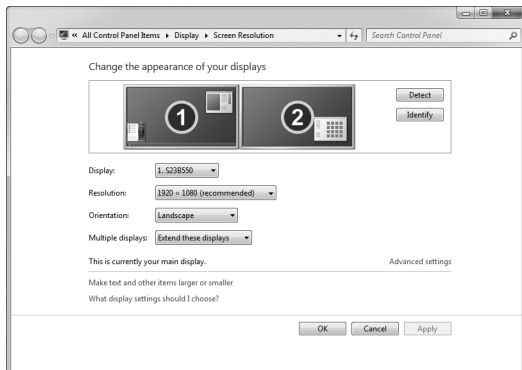 « All Control Panel Items ▸ Display ▸ Screen Resolution Search Control Panel
Change the appearance of your displays
1 2
Detect
Identify
Display: 1. S23B550
Resolution: 1920 × 1080 (recommended)
Orientation: Landscape
Multiple displays: Extend these displays
This is currently your main display. Advanced settings
Make text and other items larger or smaller
What display settings should I choose?
OK Cancel Apply